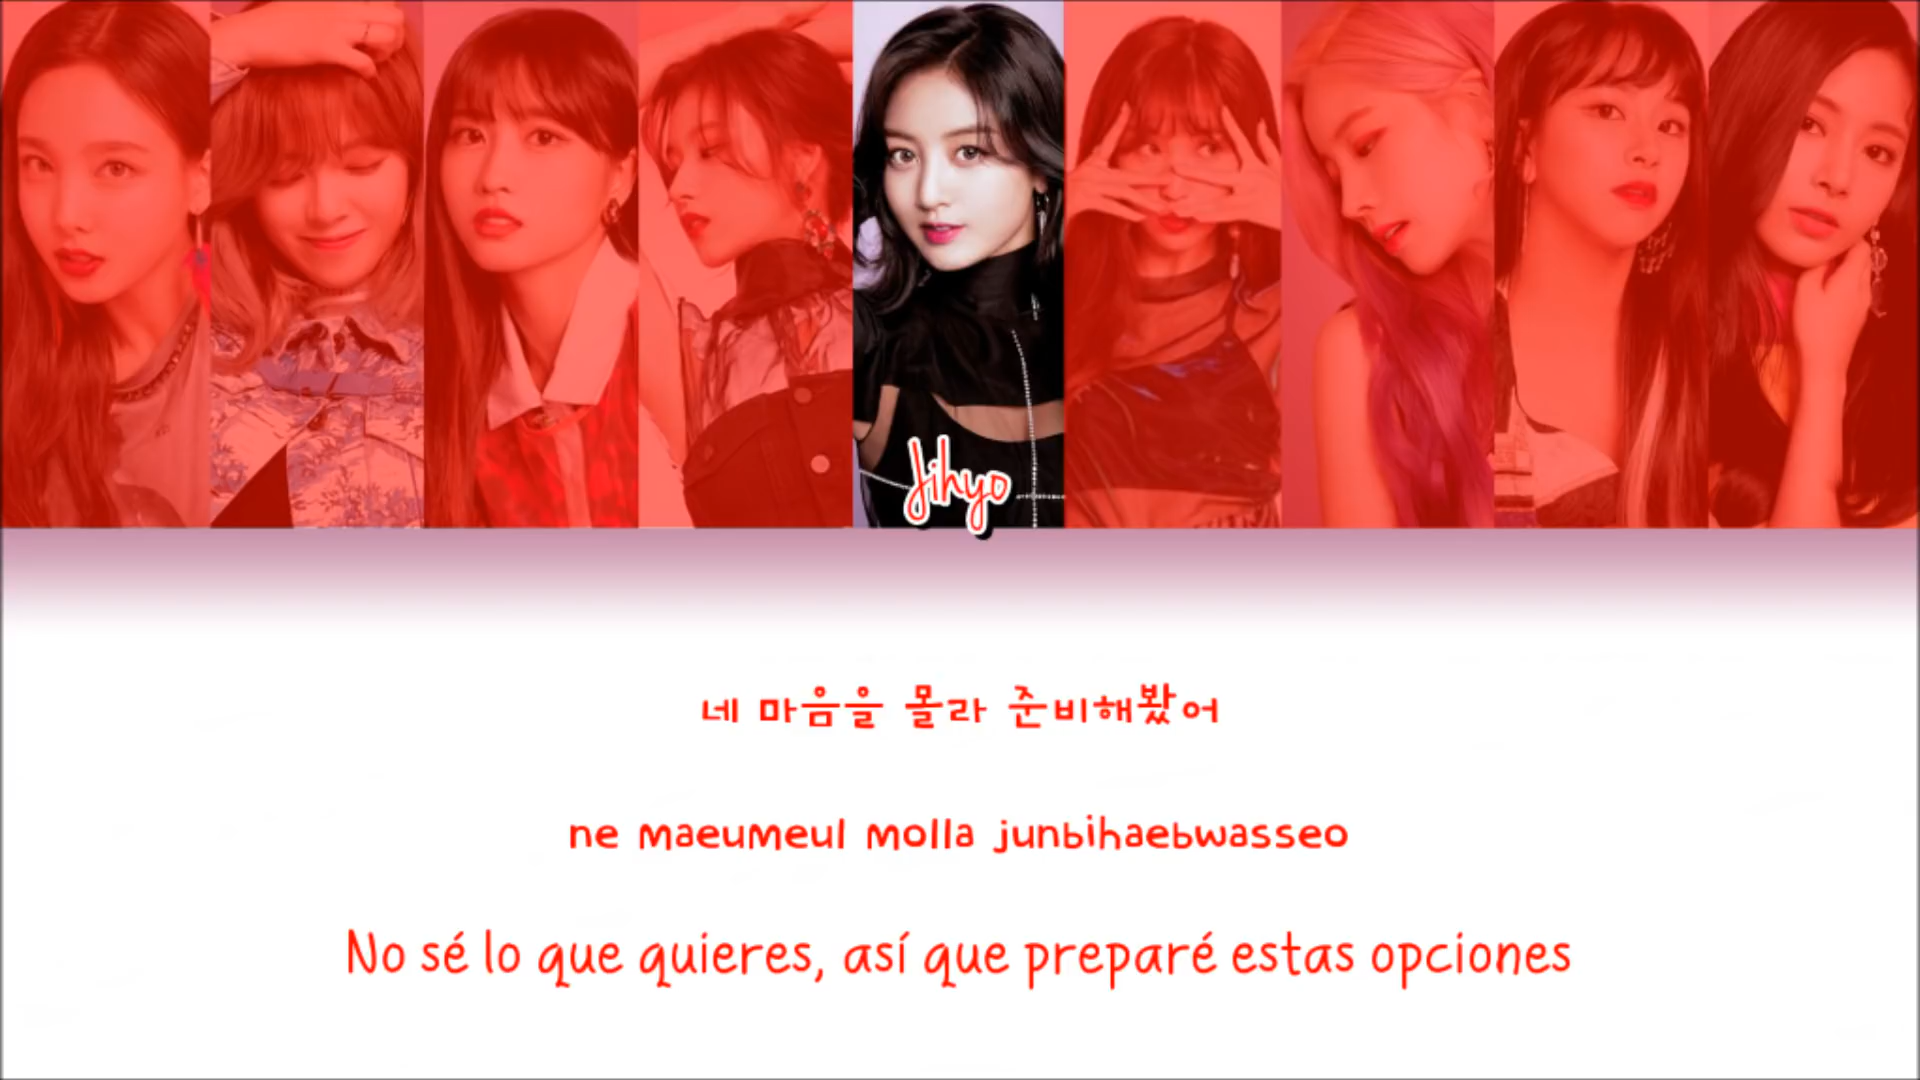 Jihyo
네 마음을 몰라 준비해봤어
ne maeumeul molla junbihaebwasseo
No sé lo que quieres, así que preparé estas opciones